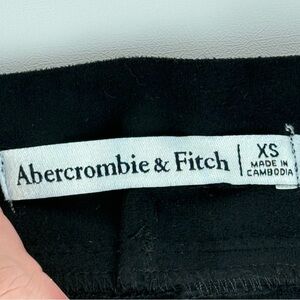 Abercrombie & Fitch
XS
MADE IN
CAMBODIA